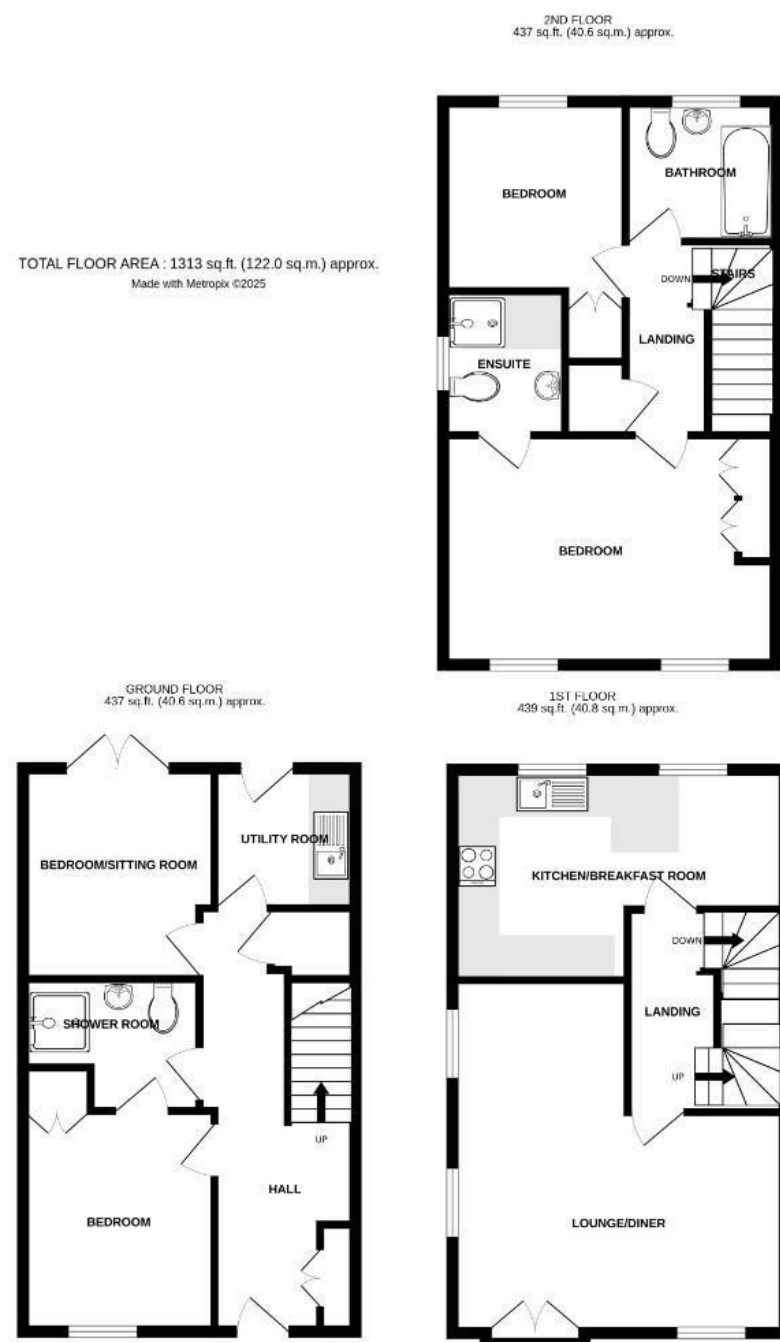 2ND FLOOR
437 sq.ft. (40.6 sq.m.) approx.
BEDROOM
BATHROOM
DOWN
STAIRS
LANDING
ENSUITE
BEDROOM
TOTAL FLOOR AREA : 1313 sq.ft. (122.0 sq.m.) approx.
Made with Metropix ©2025
GROUND FLOOR
437 sq.ft. (40.6 sq.m.) approx.
BEDROOM/SITTING ROOM
UTILITY ROOM
SHOWER ROOM
UP
HALL
BEDROOM
1ST FLOOR
439 sq.ft. (40.8 sq.m.) approx.
KITCHEN/BREAKFAST ROOM
DOWN
LANDING
UP
LOUNGE/DINER